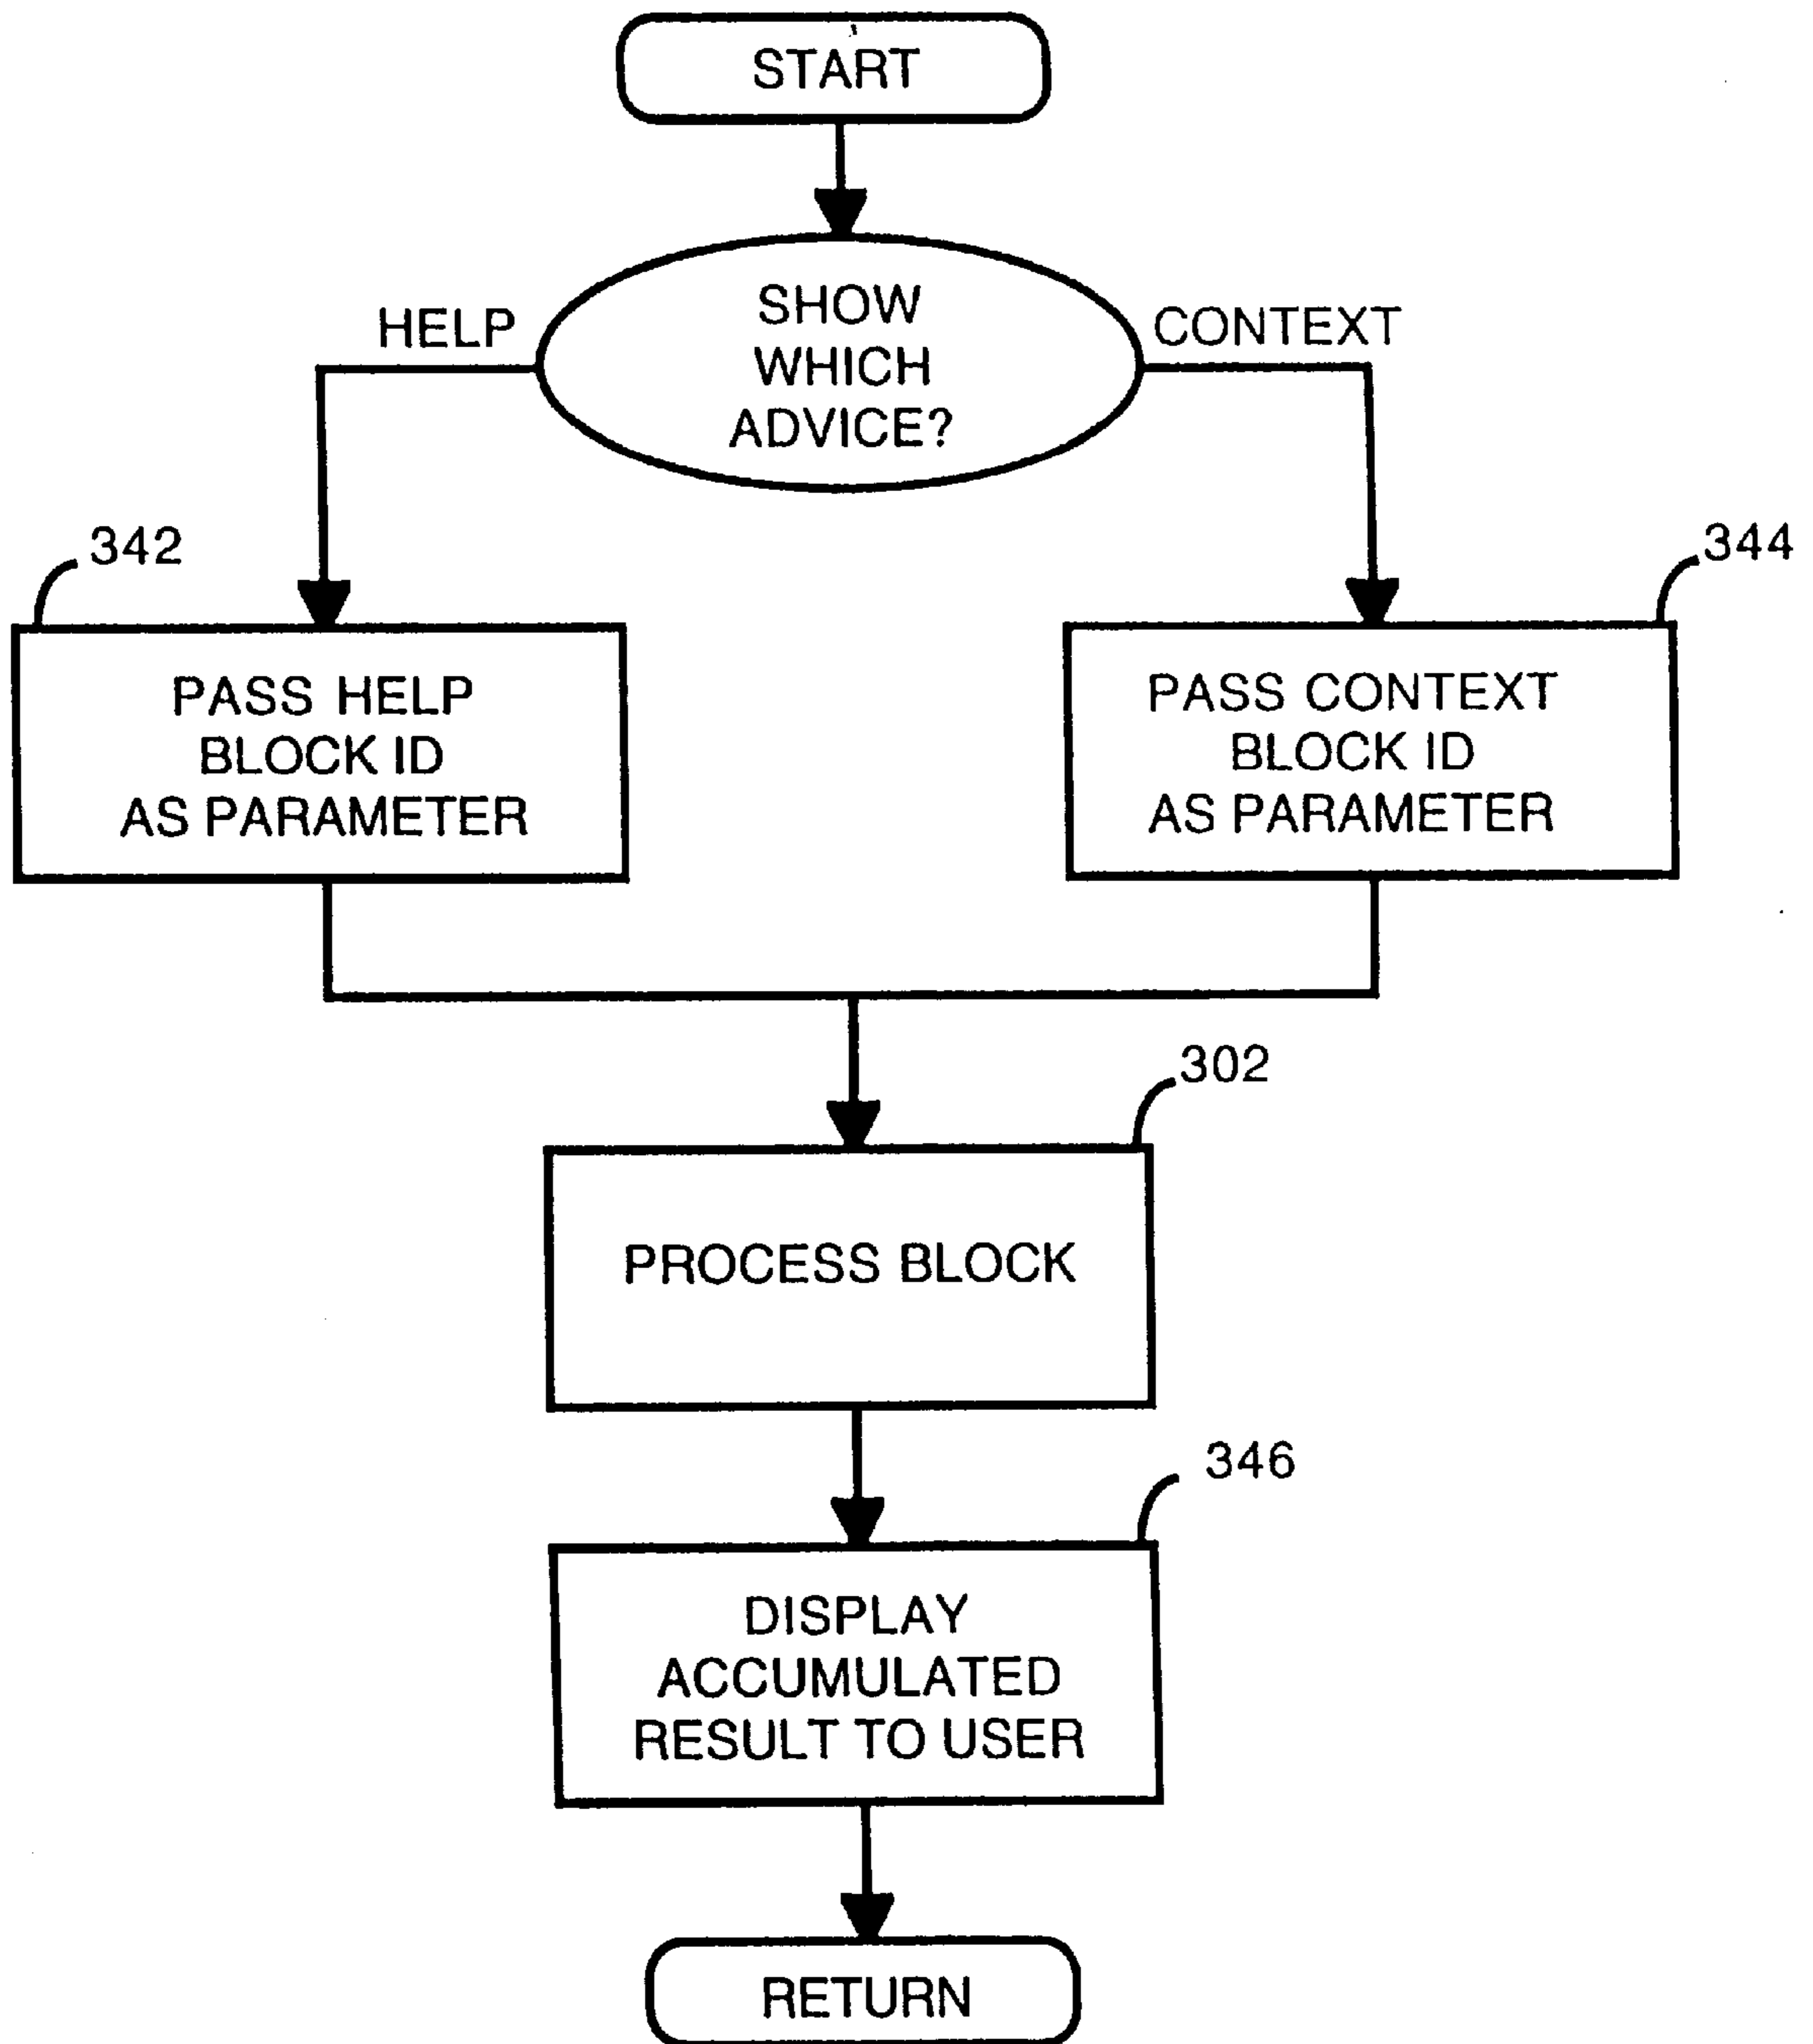 START
SHOW
WHICH
ADVICE?
HELP
CONTEXT
342
344
PASS HELP
BLOCK ID
AS PARAMETER
PASS CONTEXT
BLOCK ID
AS PARAMETER
302
PROCESS BLOCK
346
DISPLAY
ACCUMULATED
RESULT TO USER
RETURN